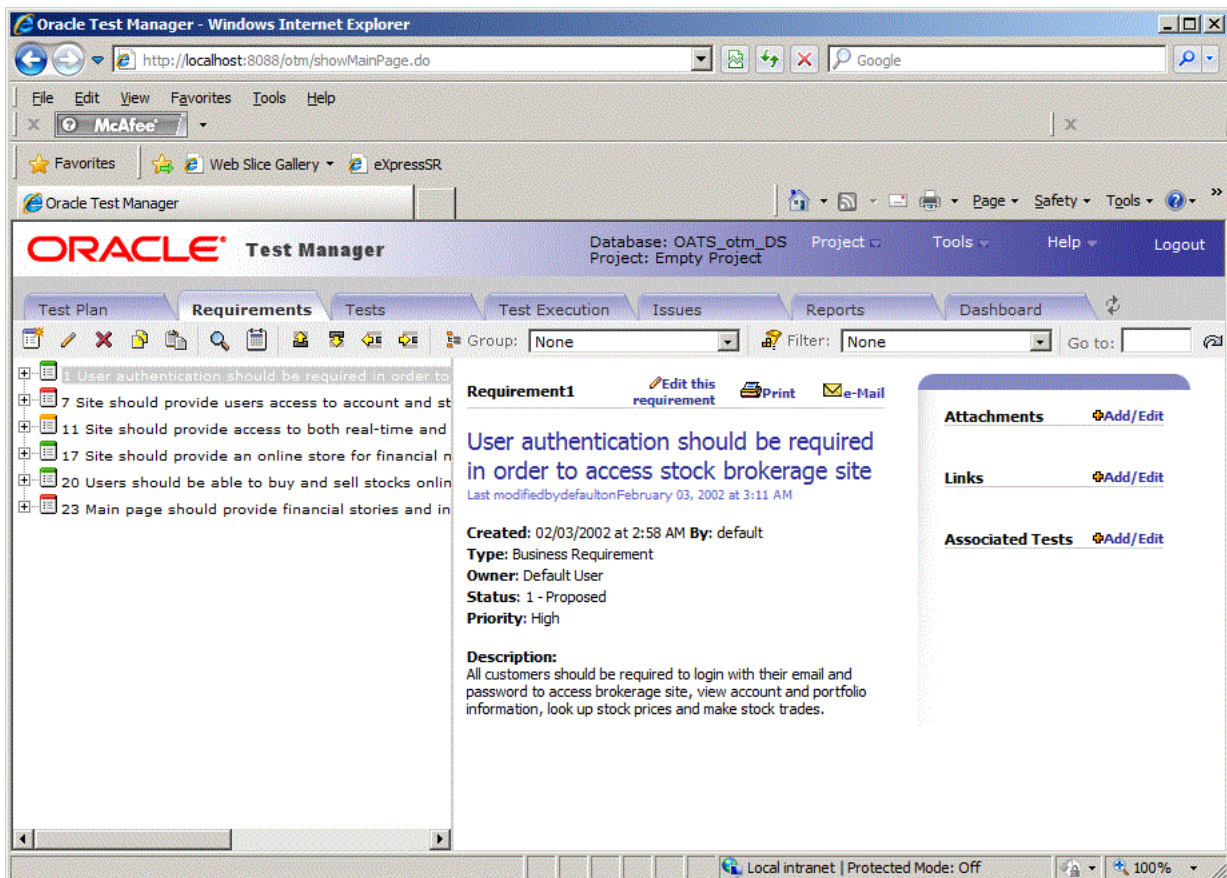 Oracle Test Manager - Windows Internet Explorer
http://localhost:8088/otm/showMainPage.do
Google
File Edit View Favorites Tools Help
McAfee
Favorites Web Slice Gallery eXpressSR
Oracle Test Manager
Page Safety Tools
ORACLE Test Manager
Database: OATS_otm_DS
Project: Empty Project
Project Tools Help Logout
Test Plan Requirements Tests Test Execution Issues Reports Dashboard
Group: None Filter: None Go to:
1 User authentication should be required in order to
7 Site should provide users access to account and st
11 Site should provide access to both real-time and
17 Site should provide an online store for financial n
20 Users should be able to buy and sell stocks onlin
23 Main page should provide financial stories and in
Requirement1
Edit this
requirement
Print
e-Mail
User authentication should be required
in order to access stock brokerage site
Last modifiedbydefaultonFebruary 03, 2002 at 3:11 AM
Created: 02/03/2002 at 2:58 AM By: default
Type: Business Requirement
Owner: Default User
Status: 1 - Proposed
Priority: High
Description:
All customers should be required to login with their email and
password to access brokerage site, view account and portfolio
information, look up stock prices and make stock trades.
Attachments Add/Edit
Links Add/Edit
Associated Tests Add/Edit
Local intranet | Protected Mode: Off
100%